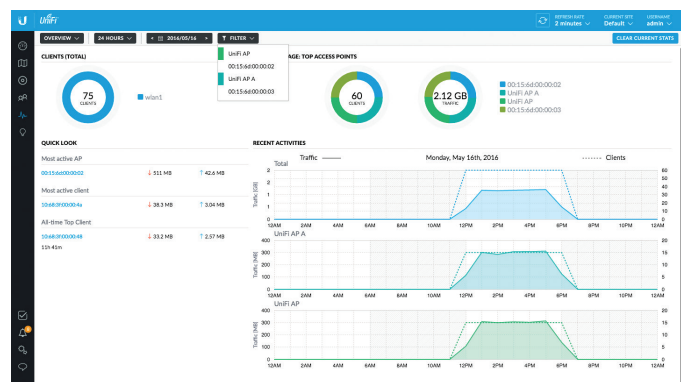 UniFi
REFRESH RATE
2 minutes
CURRENT SITE
Default
USERNAME
admin
OVERVIEW
24 HOURS
2016/05/16
FILTER
CLEAR CURRENT STATS
UniFi AP
00:15:6d:00:00:02
UniFi AP A
00:15:6d:00:00:03
CLIENTS (TOTAL)
75
CLIENTS
wlan1
AGE: TOP ACCESS POINTS
60
CLIENTS
2.12 GB
TRAFFIC
00:15:6d:00:00:02
UniFi AP A
UniFi AP
00:15:6d:00:00:03
QUICK LOOK
Most active AP
00:15:6d:00:00:02 ↓ 511 MB ↑ 42.6 MB
Most active client
10:68:3f:00:00:4a ↓ 38.3 MB ↑ 3.04 MB
All-time Top Client
10:68:3f:00:00:48 ↓ 33.2 MB ↑ 2.57 MB
11h 41m
RECENT ACTIVITIES
Traffic
Monday, May 16th, 2016
Clients
Total
Traffic [GB]
2
2
1
1
0
60
50
40
30
20
10
0
12AM 2AM 4AM 6AM 8AM 10AM 12PM 2PM 4PM 6PM 8PM 10PM 12AM
UniFi AP A
Traffic [MB]
400
300
200
100
0
20
15
10
5
0
12AM 2AM 4AM 6AM 8AM 10AM 12PM 2PM 4PM 6PM 8PM 10PM 12AM
UniFi AP
Traffic [MB]
400
300
200
100
0
20
15
10
5
0
12AM 2AM 4AM 6AM 8AM 10AM 12PM 2PM 4PM 6PM 8PM 10PM 12AM